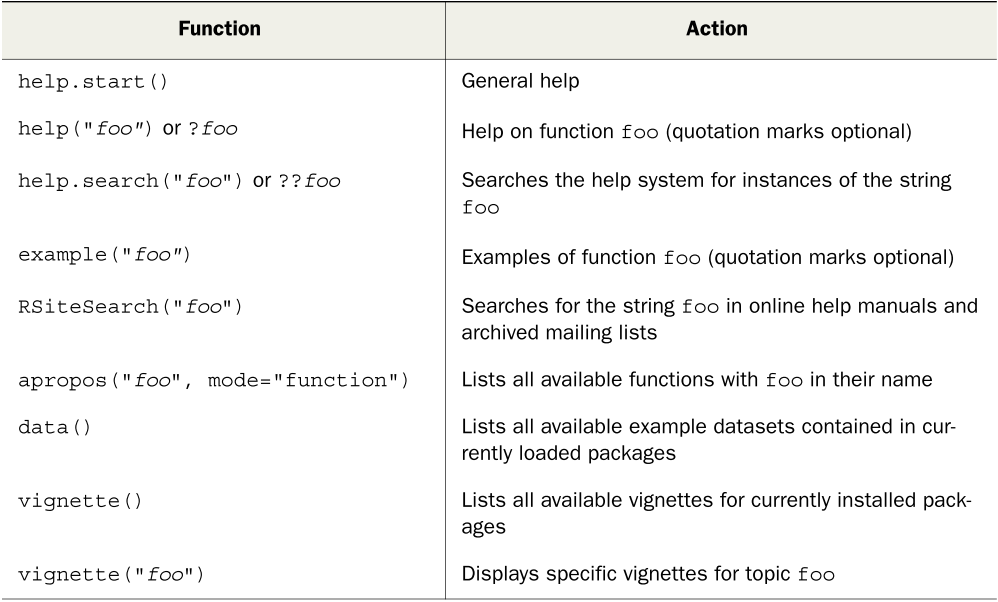 Function Action
help.start() General help
help("foo") or ?foo Help on function foo (quotation marks optional)
help.search("foo") or ??foo Searches the help system for instances of the string
foo
example("foo") Examples of function foo (quotation marks optional)
RSiteSearch("foo") Searches for the string foo in online help manuals and
archived mailing lists
apropos("foo", mode="function") Lists all available functions with foo in their name
data() Lists all available example datasets contained in cur-
rently loaded packages
vignette() Lists all available vignettes for currently installed pack-
ages
vignette("foo") Displays specific vignettes for topic foo